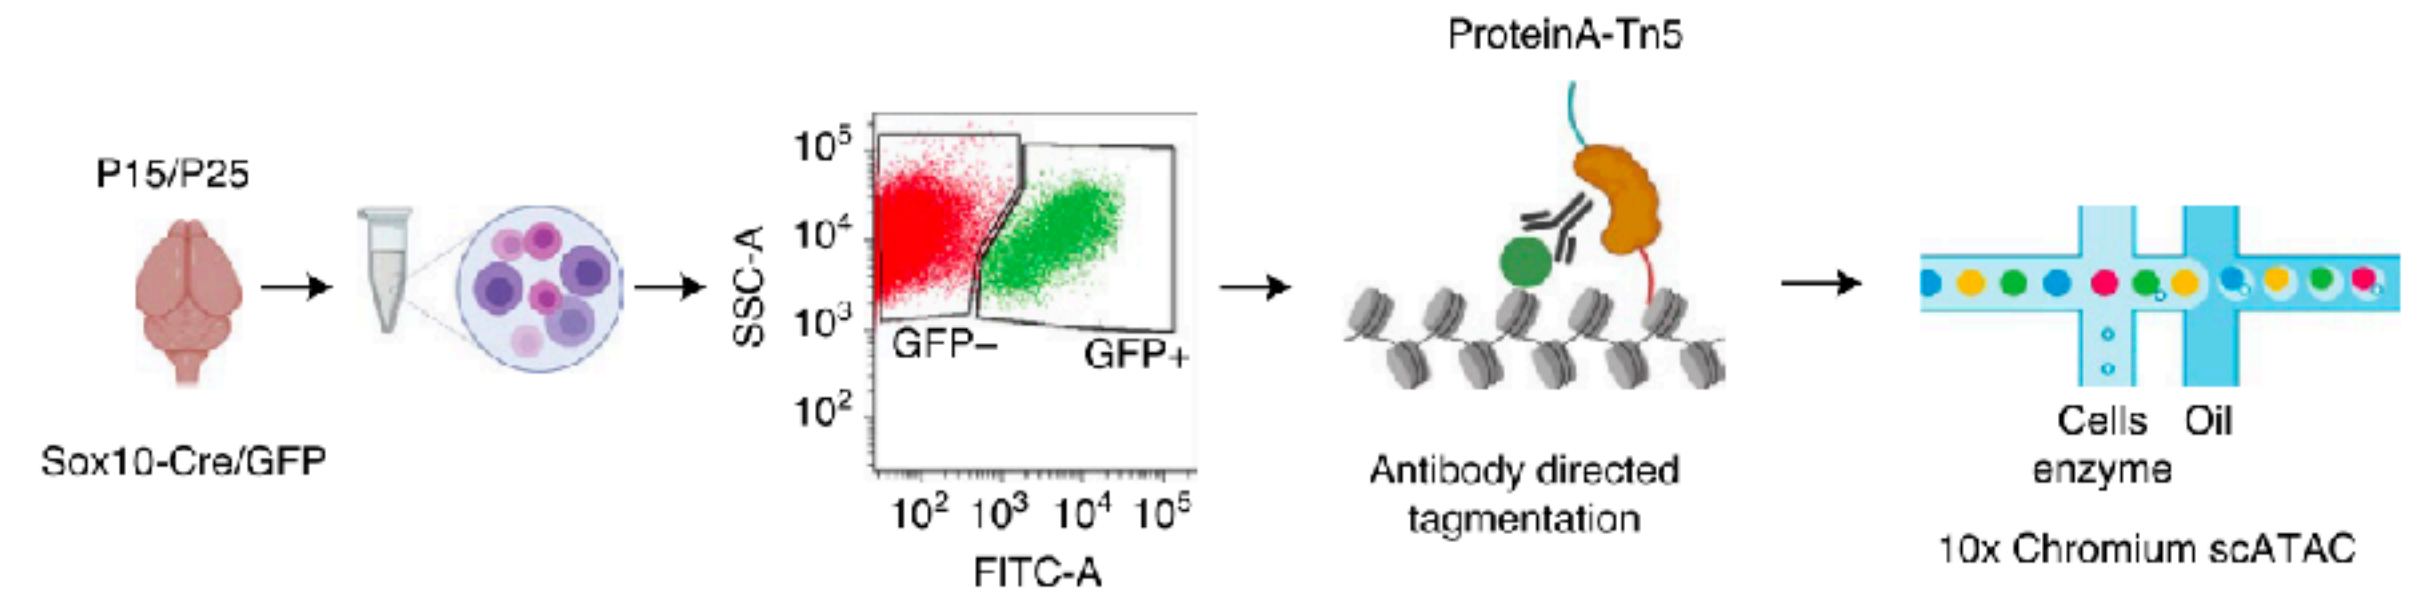 P15/P25
Sox10-Cre/GFP
SSC-A
10⁵
10⁴
10³
10²
GFP–
GFP+
10² 10³ 10⁴ 10⁵
FITC-A
ProteinA-Tn5
Antibody directed
tagmentation
Cells Oil
enzyme
10x Chromium scATAC